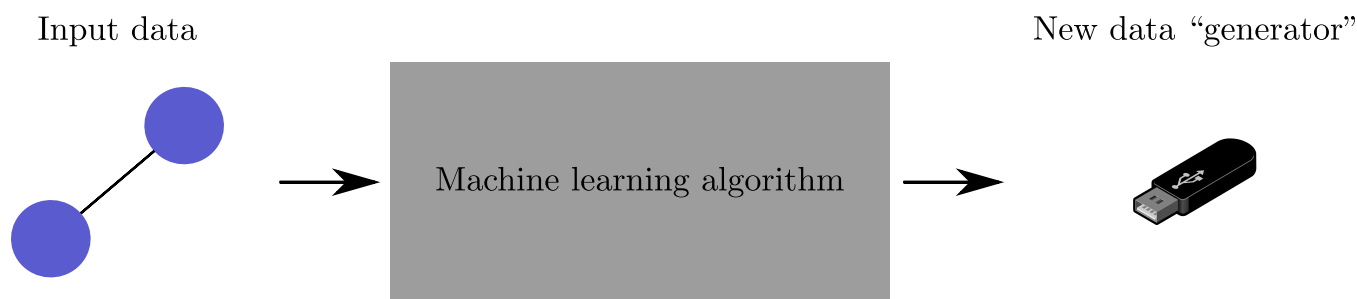 Input data
New data “generator”
Machine learning algorithm